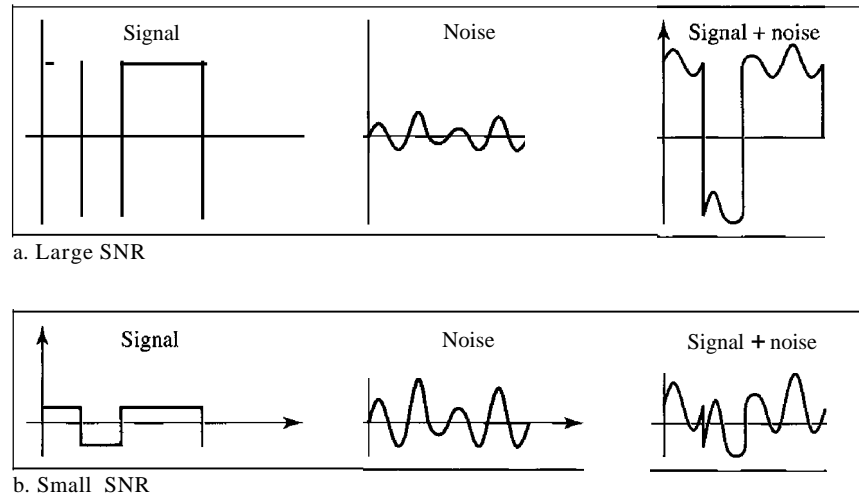 Signal
Noise
Signal + noise
a. Large SNR
Signal
Noise
Signal + noise
b. Small SNR